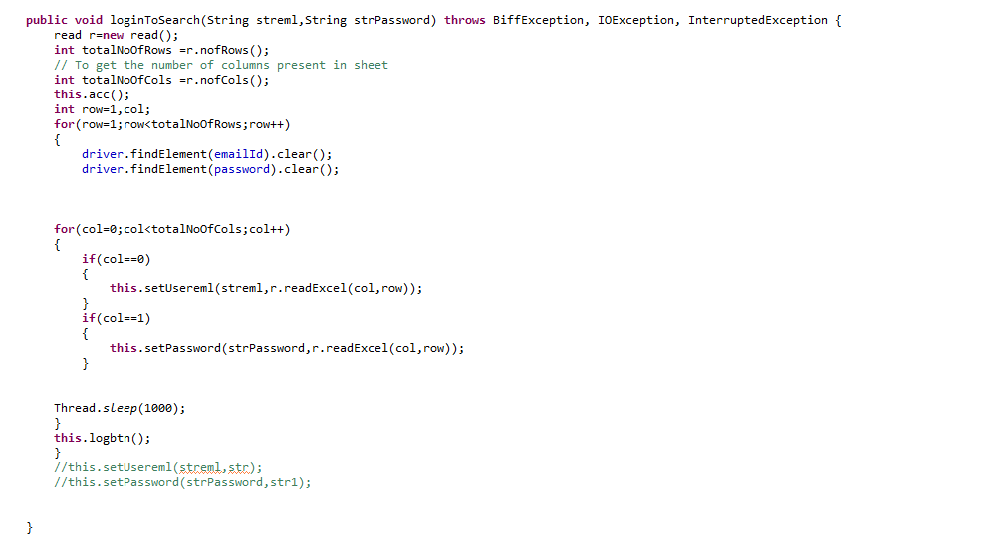 public void loginToSearch(String streml,String strPassword) throws BiffException, IOException, InterruptedException {
read r=new read();
int totalNoOfRows =r.nofRows();
// To get the number of columns present in sheet
int totalNoOfCols =r.nofCols();
this.acc();
int row=1,col;
for(row=1;row<totalNoOfRows;row++)
{
driver.findElement(emailId).clear();
driver.findElement(password).clear();
for(col=0;col<totalNoOfCols;col++)
{
if(col==0)
{
this.setUsereml(streml,r.readExcel(col,row));
}
if(col==1)
{
this.setPassword(strPassword,r.readExcel(col,row));
}
Thread.sleep(1000);
}
this.logbtn();
}
//this.setUsereml(streml,str);
//this.setPassword(strPassword,str1);
}